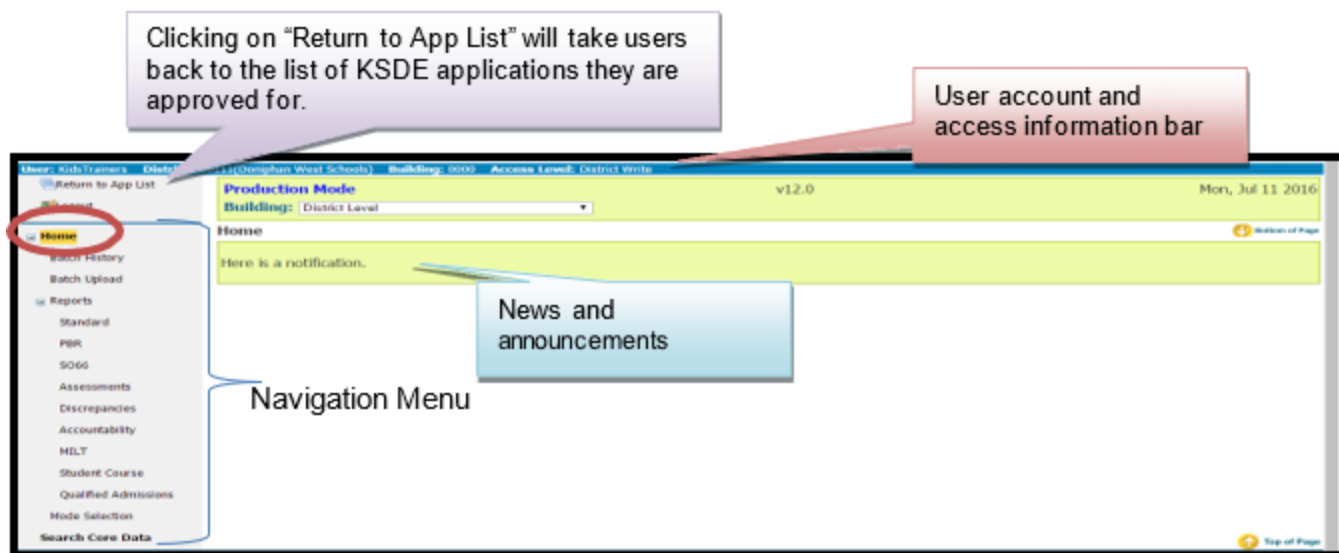 Clicking on “Return to App List” will take users
back to the list of KSDE applications they are
approved for.
User account and
access information bar
User: KidsTrainers (Doniphan West Schools) Building: 0000 Access Level: District Write
Return to App List
Production Mode v12.0 Mon, Jul 11 2016
Building: District Level
Logout
Home
Home Bottom of Page
Batch History
Here is a notification.
Batch Upload
Reports
News and
announcements
Standard
PBR
SO66
Assessments
Navigation Menu
Discrepancies
Accountability
MILT
Student Course
Qualified Admissions
Mode Selection
Search Core Data
Top of Page